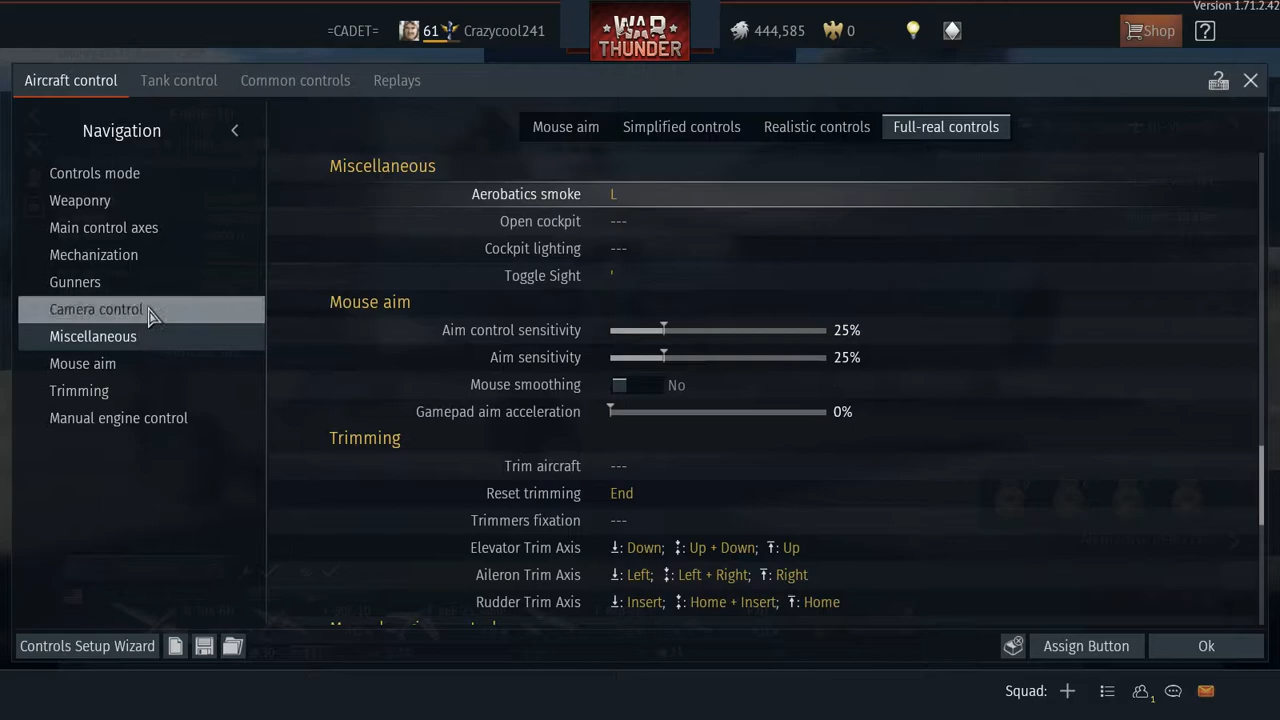 Version 1.71.2.42
=CADET= 61 Crazycool241 WAR THUNDER 444,585 0 Shop ?
Aircraft control Tank control Common controls Replays
Navigation
Controls mode
Weaponry
Main control axes
Mechanization
Gunners
Camera control
Miscellaneous
Mouse aim
Trimming
Manual engine control
Mouse aim Simplified controls Realistic controls Full-real controls
Miscellaneous
Aerobatics smoke L
Open cockpit ---
Cockpit lighting ---
Toggle Sight '
Mouse aim
Aim control sensitivity 25%
Aim sensitivity 25%
Mouse smoothing No
Gamepad aim acceleration 0%
Trimming
Trim aircraft ---
Reset trimming End
Trimmers fixation ---
Elevator Trim Axis : Down; : Up + Down; : Up
Aileron Trim Axis : Left; : Left + Right; : Right
Rudder Trim Axis : Insert; : Home + Insert; : Home
Controls Setup Wizard Assign Button Ok
Squad: + 1